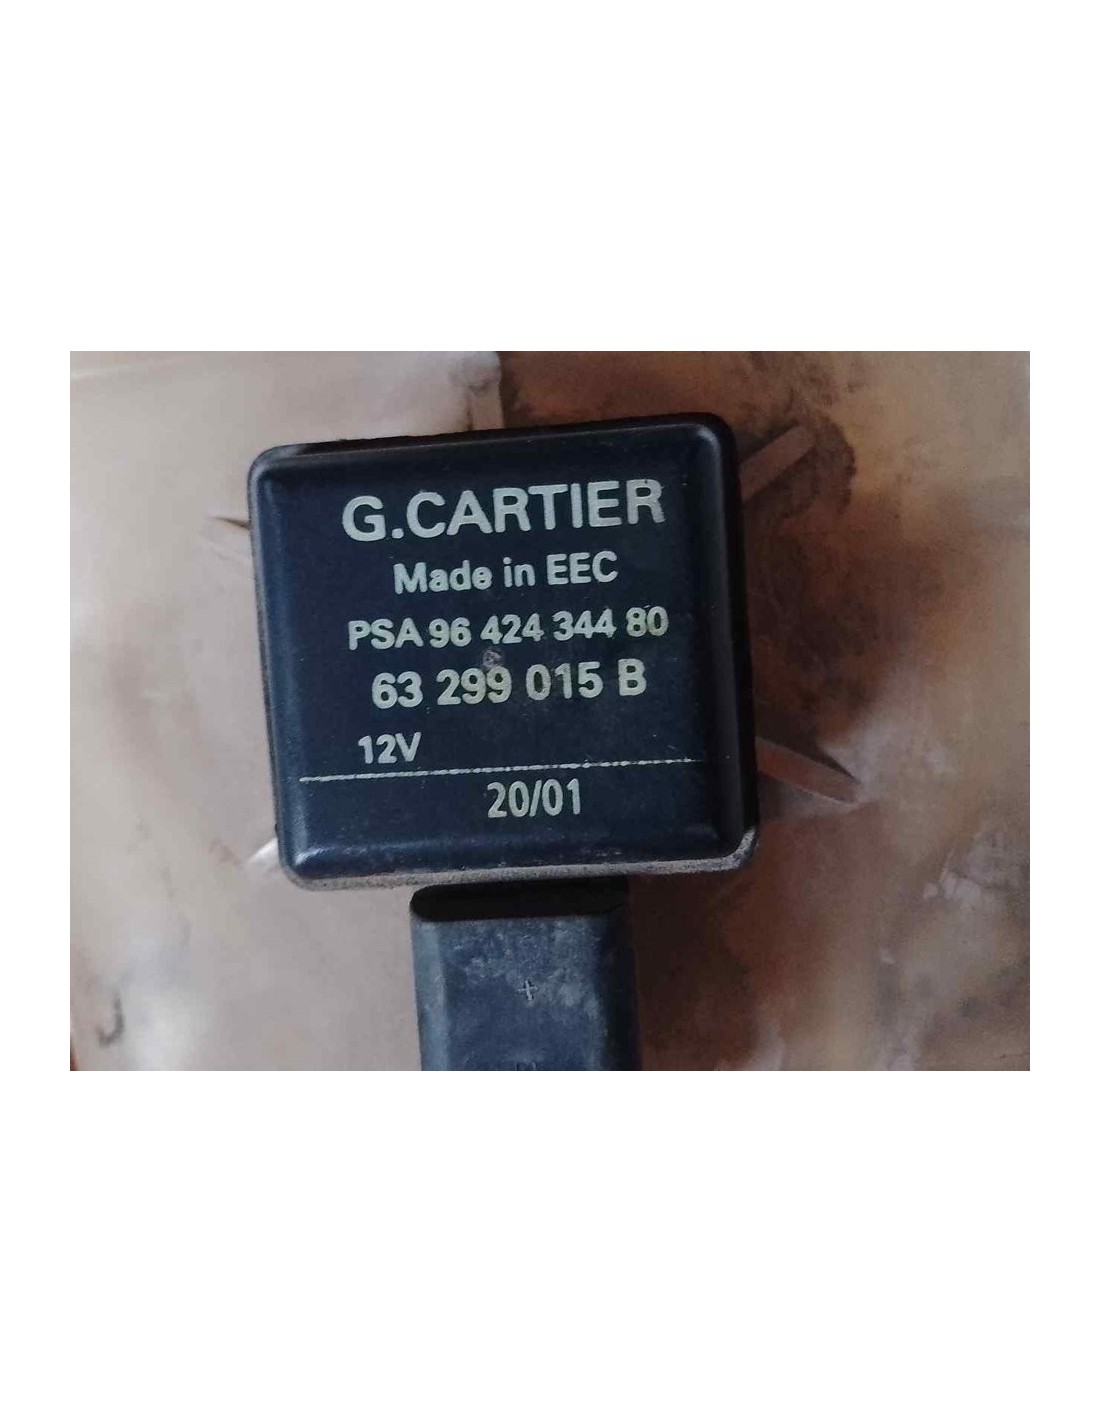 G.CARTIER
Made in EEC
PSA 96 424 344 80
63 299 015 B
12V
20/01
+